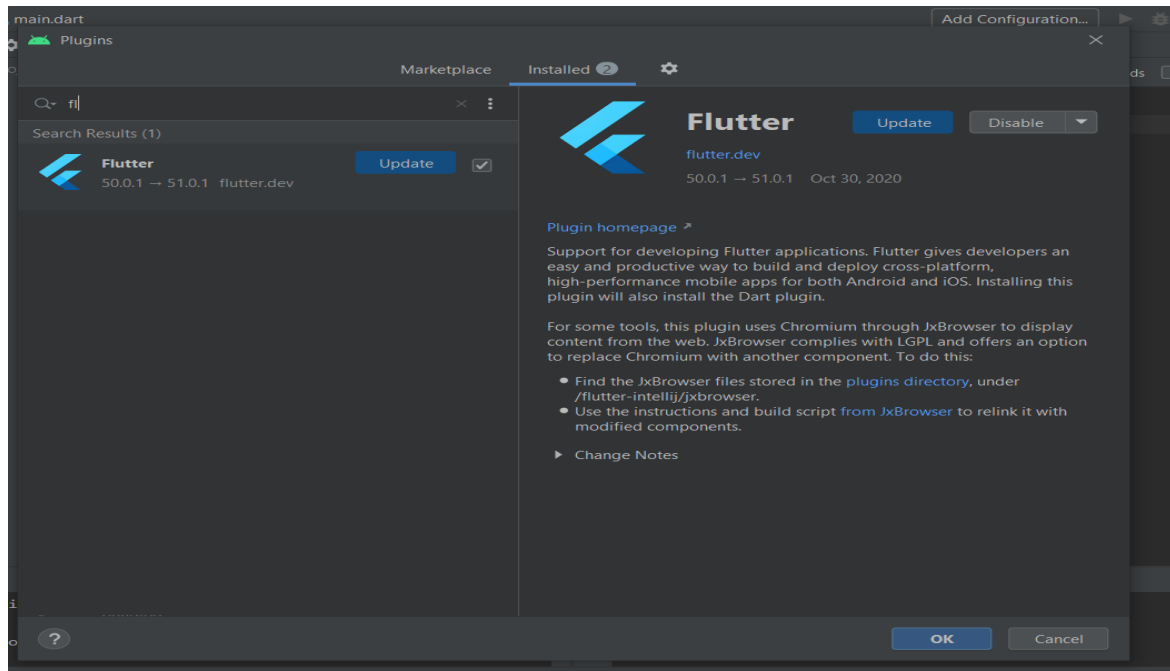 main.dart
Add Configuration...
Plugins
Marketplace Installed 2
ds
fl
Search Results (1)
Flutter Update
50.0.1 → 51.0.1 flutter.dev
Flutter Update Disable
flutter.dev
50.0.1 → 51.0.1 Oct 30, 2020
Plugin homepage ↗
Support for developing Flutter applications. Flutter gives developers an
easy and productive way to build and deploy cross-platform,
high-performance mobile apps for both Android and iOS. Installing this
plugin will also install the Dart plugin.
For some tools, this plugin uses Chromium through JxBrowser to display
content from the web. JxBrowser complies with LGPL and offers an option
to replace Chromium with another component. To do this:
• Find the JxBrowser files stored in the plugins directory, under
/flutter-intellij/jxbrowser.
• Use the instructions and build script from JxBrowser to relink it with
modified components.
Change Notes
?
OK Cancel